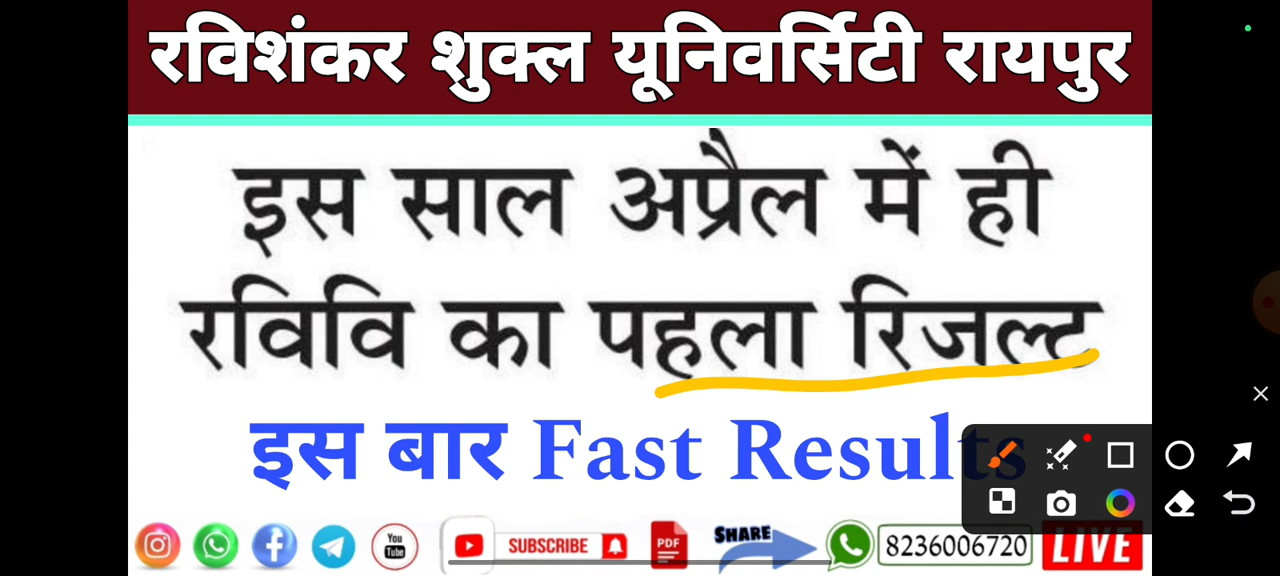 रविशंकर शुक्ल यूनिवर्सिटी रायपुर
इस साल अप्रैल में ही
रविवि का पहला रिजल्ट
इस बार Fast Results
You Tube SUBSCRIBE PDF SHARE 8236006720 LIVE